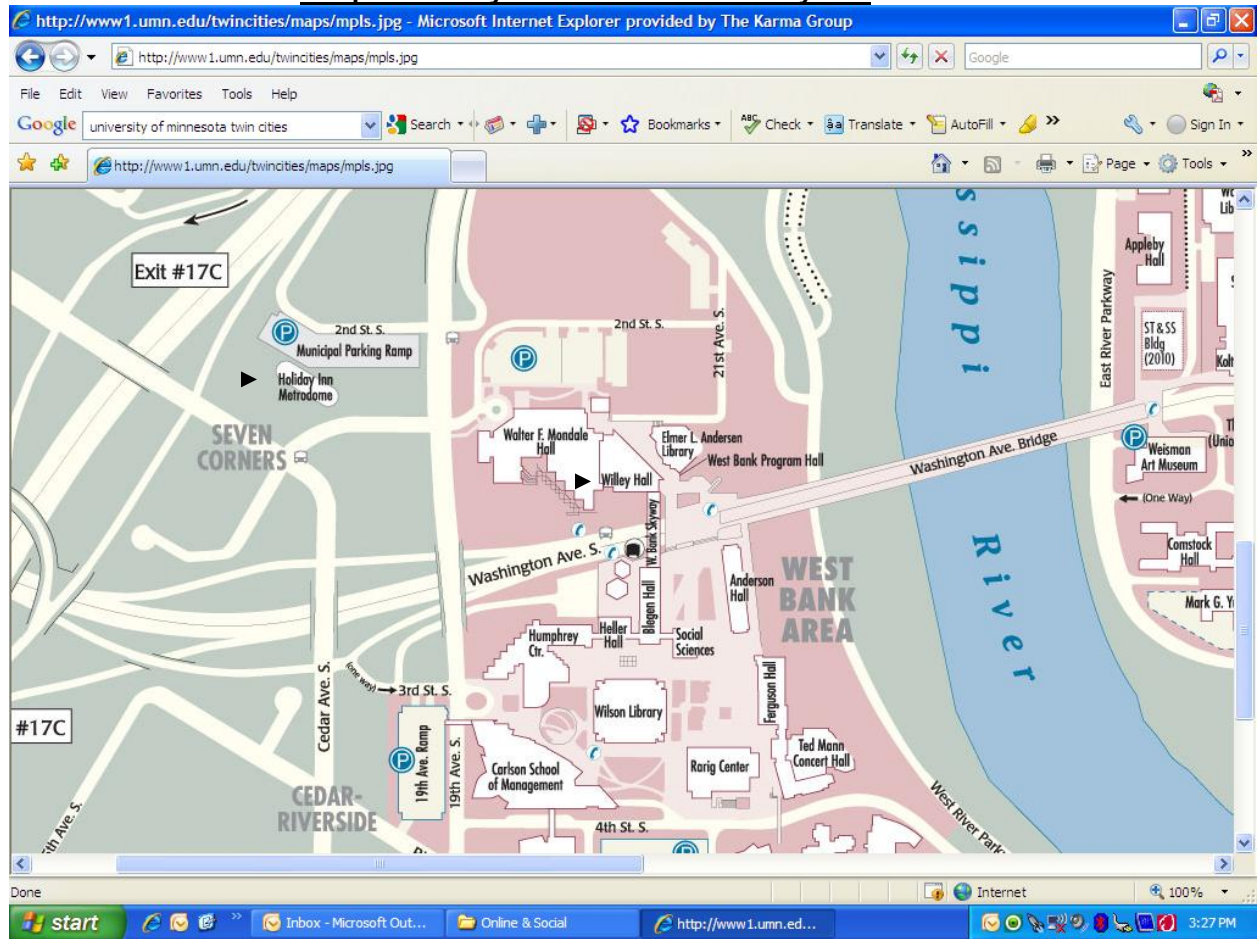 http://www1.umn.edu/twincities/maps/mpls.jpg - Microsoft Internet Explorer provided by The Karma Group
http://www1.umn.edu/twincities/maps/mpls.jpg
Google
File Edit View Favorites Tools Help
Google university of minnesota twin cities Search Bookmarks ABC Check Translate AutoFill Sign In
http://www1.umn.edu/twincities/maps/mpls.jpg
Page Tools
ssippi
River
Lib
Appleby
Hall
Exit #17C
East River Parkway
ST&SS
Bldg
(2010)
2nd St. S.
Municipal Parking Ramp
P
2nd St. S.
P
21st Ave. S.
Holiday Inn
Metrodome
SEVEN
CORNERS
Walter F. Mondale
Hall
Elmer L. Andersen
Library
West Bank Program Hall
Willey Hall
Washington Ave. Bridge
P
Weisman
Art Museum
(One Way)
Comstock
Hall
Mark G.
W. Bank Skyway
Washington Ave. S.
Anderson
Hall
WEST
BANK
AREA
Blegen Hall
Heller
Hall
Humphrey
Ctr.
Social
Sciences
(one way)
3rd St. S.
Cedar Ave. S.
#17C
Wilson Library
Ferguson Hall
P
19th Ave. Ramp
19th Ave. S.
Carlson School
of Management
Rarig Center
Ted Mann
Concert Hall
CEDAR-
RIVERSIDE
4th St. S.
P
West River
Done
Internet
100%
start
Inbox - Microsoft Out...
Online & Social
http://www1.umn.ed...
3:27 PM